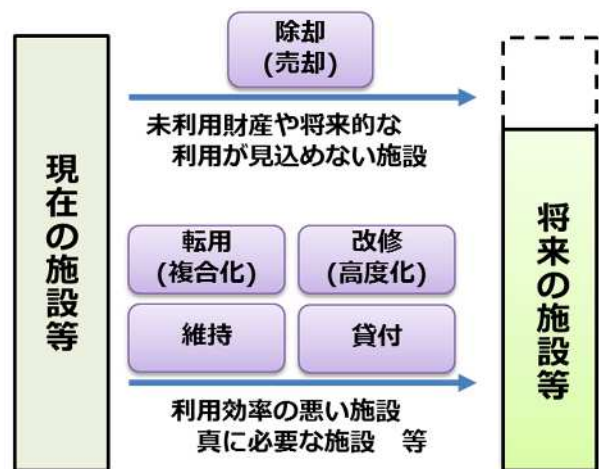 現在の施設等
除却
(売却)
未利用財産や将来的な
利用が見込めない施設
転用
(複合化)
改修
(高度化)
維持
貸付
利用効率の悪い施設
真に必要な施設　等
将来の施設等